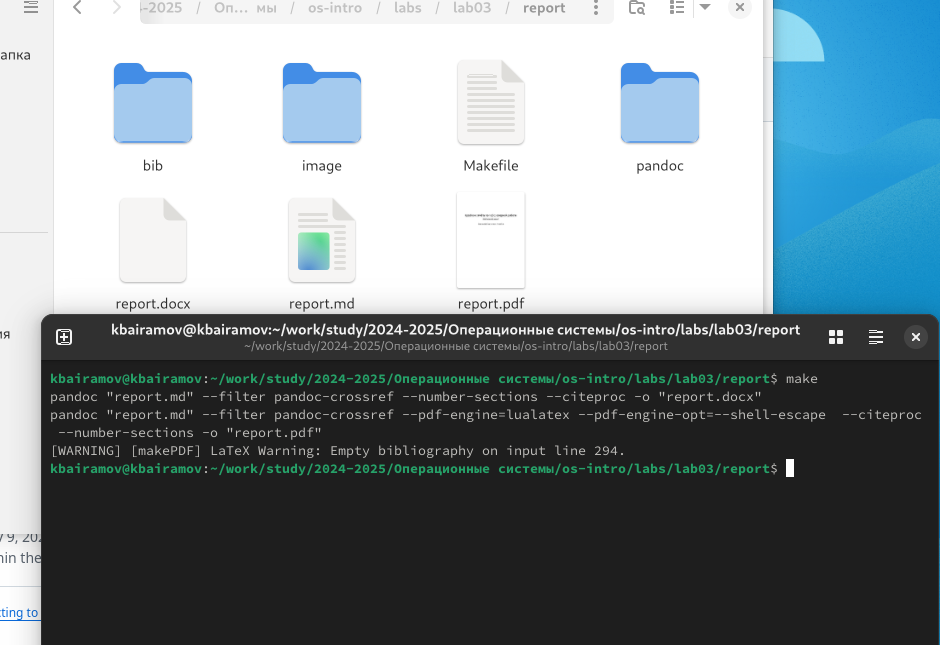 -2025 / Оп... мы / os-intro / labs / lab03 / report
апка
bib
image
Makefile
pandoc
report.docx
report.md
report.pdf
ия
kbairamov@kbairamov:~/work/study/2024-2025/Операционные системы/os-intro/labs/lab03/report
~/work/study/2024-2025/Операционные системы/os-intro/labs/lab03/report
kbairamov@kbairamov:~/work/study/2024-2025/Операционные системы/os-intro/labs/lab03/report$ make
pandoc "report.md" --filter pandoc-crossref --number-sections --citeproc -o "report.docx"
pandoc "report.md" --filter pandoc-crossref --pdf-engine=lualatex --pdf-engine-opt=--shell-escape  --citeproc
--number-sections -o "report.pdf"
[WARNING] [makePDF] LaTeX Warning: Empty bibliography on input line 294.
kbairamov@kbairamov:~/work/study/2024-2025/Операционные системы/os-intro/labs/lab03/report$
y 9, 202
hin the
cting to